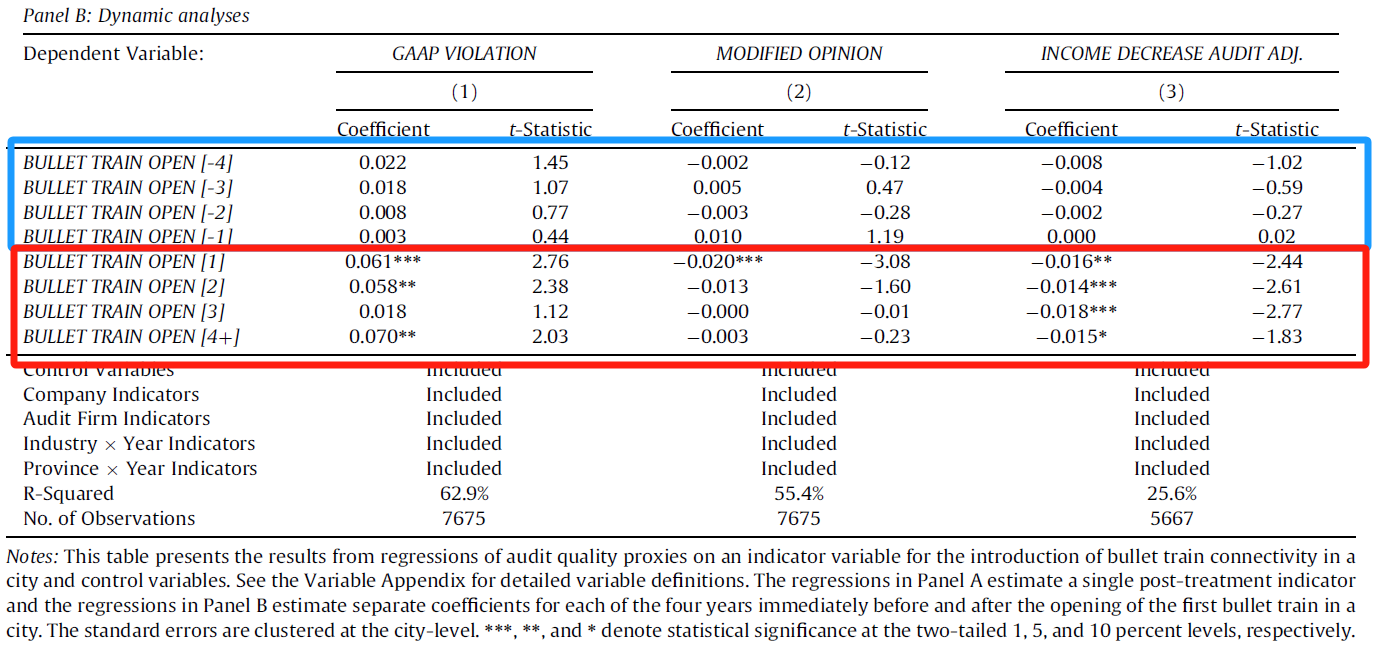 Panel B: Dynamic analyses
Dependent Variable: GAAP VIOLATION MODIFIED OPINION INCOME DECREASE AUDIT ADJ.
(1) (2) (3)
Coefficient t-Statistic Coefficient t-Statistic Coefficient t-Statistic
BULLET TRAIN OPEN [-4] 0.022 1.45 −0.002 −0.12 −0.008 −1.02
BULLET TRAIN OPEN [-3] 0.018 1.07 0.005 0.47 −0.004 −0.59
BULLET TRAIN OPEN [-2] 0.008 0.77 −0.003 −0.28 −0.002 −0.27
BULLET TRAIN OPEN [-1] 0.003 0.44 0.010 1.19 0.000 0.02
BULLET TRAIN OPEN [1] 0.061*** 2.76 −0.020*** −3.08 −0.016** −2.44
BULLET TRAIN OPEN [2] 0.058** 2.38 −0.013 −1.60 −0.014*** −2.61
BULLET TRAIN OPEN [3] 0.018 1.12 −0.000 −0.01 −0.018*** −2.77
BULLET TRAIN OPEN [4+] 0.070** 2.03 −0.003 −0.23 −0.015* −1.83
Control Variables Included Included Included
Company Indicators Included Included Included
Audit Firm Indicators Included Included Included
Industry × Year Indicators Included Included Included
Province × Year Indicators Included Included Included
R-Squared 62.9% 55.4% 25.6%
No. of Observations 7675 7675 5667
Notes: This table presents the results from regressions of audit quality proxies on an indicator variable for the introduction of bullet train connectivity in a
city and control variables. See the Variable Appendix for detailed variable definitions. The regressions in Panel A estimate a single post-treatment indicator
and the regressions in Panel B estimate separate coefficients for each of the four years immediately before and after the opening of the first bullet train in a
city. The standard errors are clustered at the city-level. ***, **, and * denote statistical significance at the two-tailed 1, 5, and 10 percent levels, respectively.